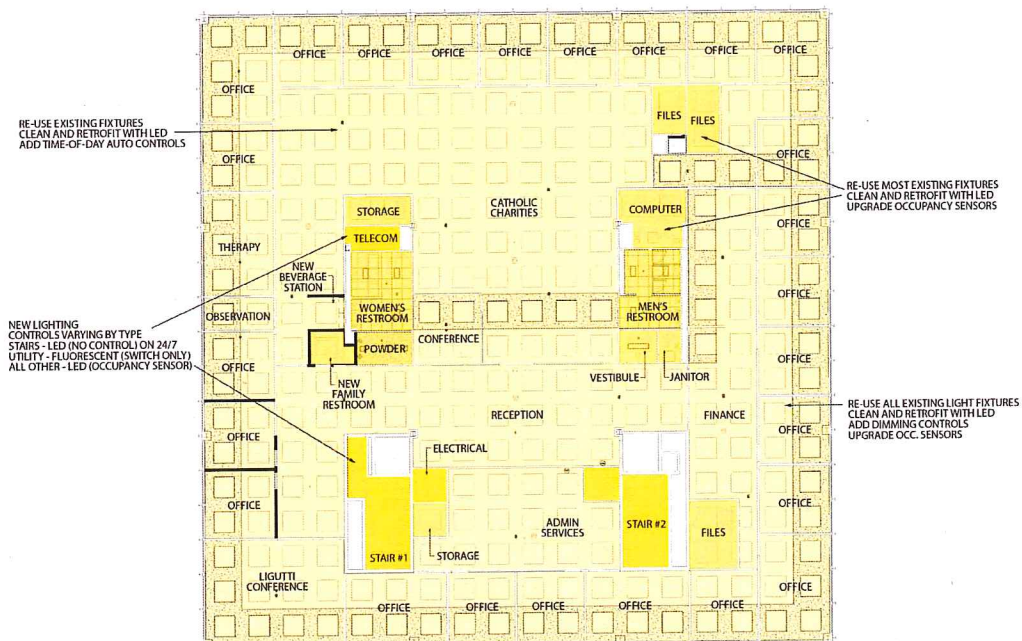 OFFICE OFFICE OFFICE OFFICE OFFICE OFFICE OFFICE OFFICE
OFFICE
FILES FILES
RE-USE EXISTING FIXTURES
CLEAN AND RETROFIT WITH LED
ADD TIME-OF-DAY AUTO CONTROLS
OFFICE
OFFICE
OFFICE
RE-USE MOST EXISTING FIXTURES
CLEAN AND RETROFIT WITH LED
UPGRADE OCCUPANCY SENSORS
CATHOLIC
CHARITIES
STORAGE
COMPUTER
OFFICE
TELECOM
THERAPY
OFFICE
NEW
BEVERAGE
STATION
OBSERVATION
WOMEN'S
RESTROOM
MEN'S
RESTROOM
OFFICE
NEW LIGHTING
CONTROLS VARYING BY TYPE
STAIRS - LED (NO CONTROL) ON 24/7
UTILITY - FLUORESCENT (SWITCH ONLY)
ALL OTHER - LED (OCCUPANCY SENSOR)
CONFERENCE
POWDER
OFFICE
OFFICE
VESTIBULE
JANITOR
NEW
FAMILY
RESTROOM
RECEPTION
FINANCE
RE-USE ALL EXISTING LIGHT FIXTURES
CLEAN AND RETROFIT WITH LED
ADD DIMMING CONTROLS
UPGRADE OCC. SENSORS
OFFICE
OFFICE
ELECTRICAL
OFFICE
OFFICE
ADMIN
SERVICES
STAIR #2
FILES
OFFICE
STAIR #1
STORAGE
LIGUTTI
CONFERENCE
OFFICE
OFFICE OFFICE OFFICE OFFICE OFFICE